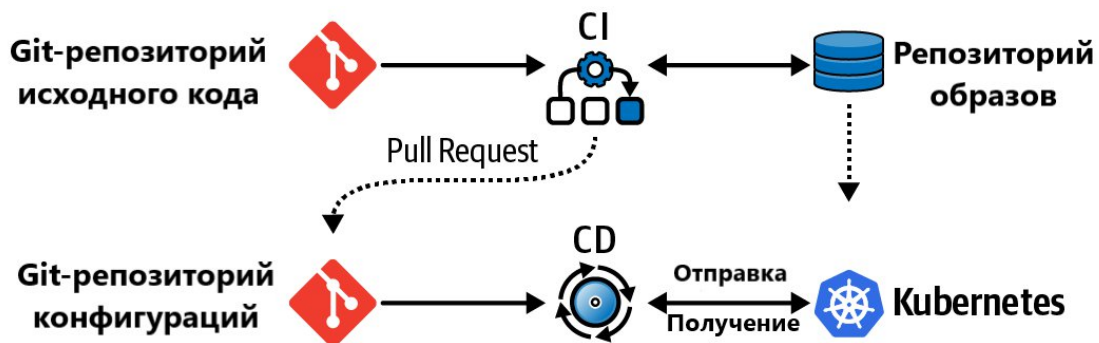 Git-репозиторий
исходного кода
CI
Репозиторий
образов
Pull Request
Git-репозиторий
конфигураций
CD
Отправка
Получение
Kubernetes